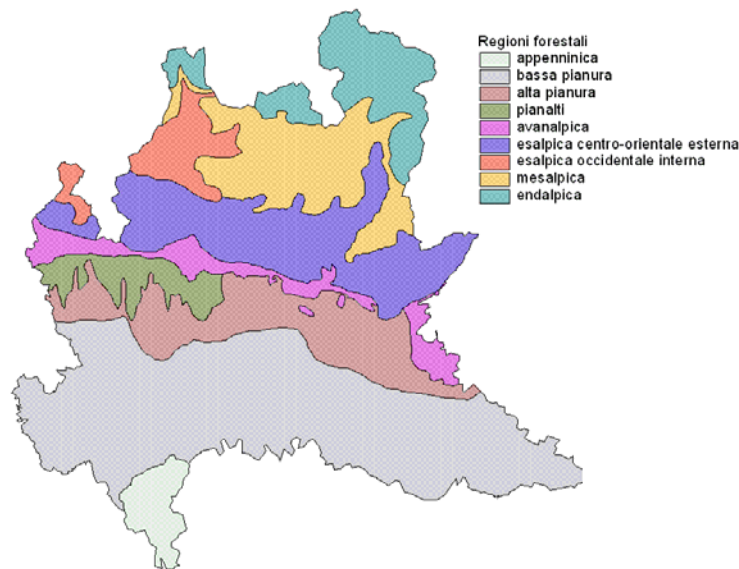 Regioni forestali
appenninica
bassa pianura
alta pianura
pianalti
avanalpica
esalpica centro-orientale esterna
esalpica occidentale interna
mesalpica
endalpica